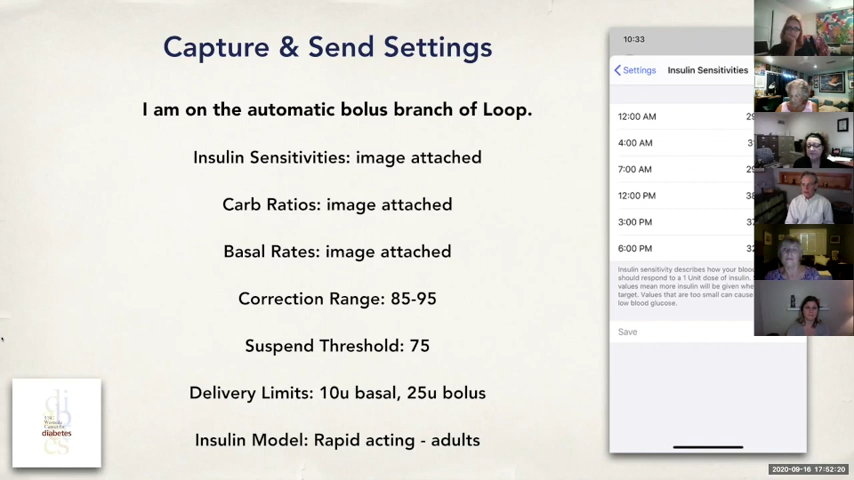 Capture & Send Settings
I am on the automatic bolus branch of Loop.
Insulin Sensitivities: image attached
Carb Ratios: image attached
Basal Rates: image attached
Correction Range: 85-95
Suspend Threshold: 75
Delivery Limits: 10u basal, 25u bolus
Insulin Model: Rapid acting - adults
diabetes
10:33
Settings
Insulin Sensitivities
12:00 AM
4:00 AM
7:00 AM
12:00 PM
3:00 PM
6:00 PM
Insulin sensitivity describes how your blood
should respond to a 1 Unit dose of insulin.
values mean more insulin will be given
target. Values that are too small can cause
low blood glucose.
Save
2020-09-16 17:52:20